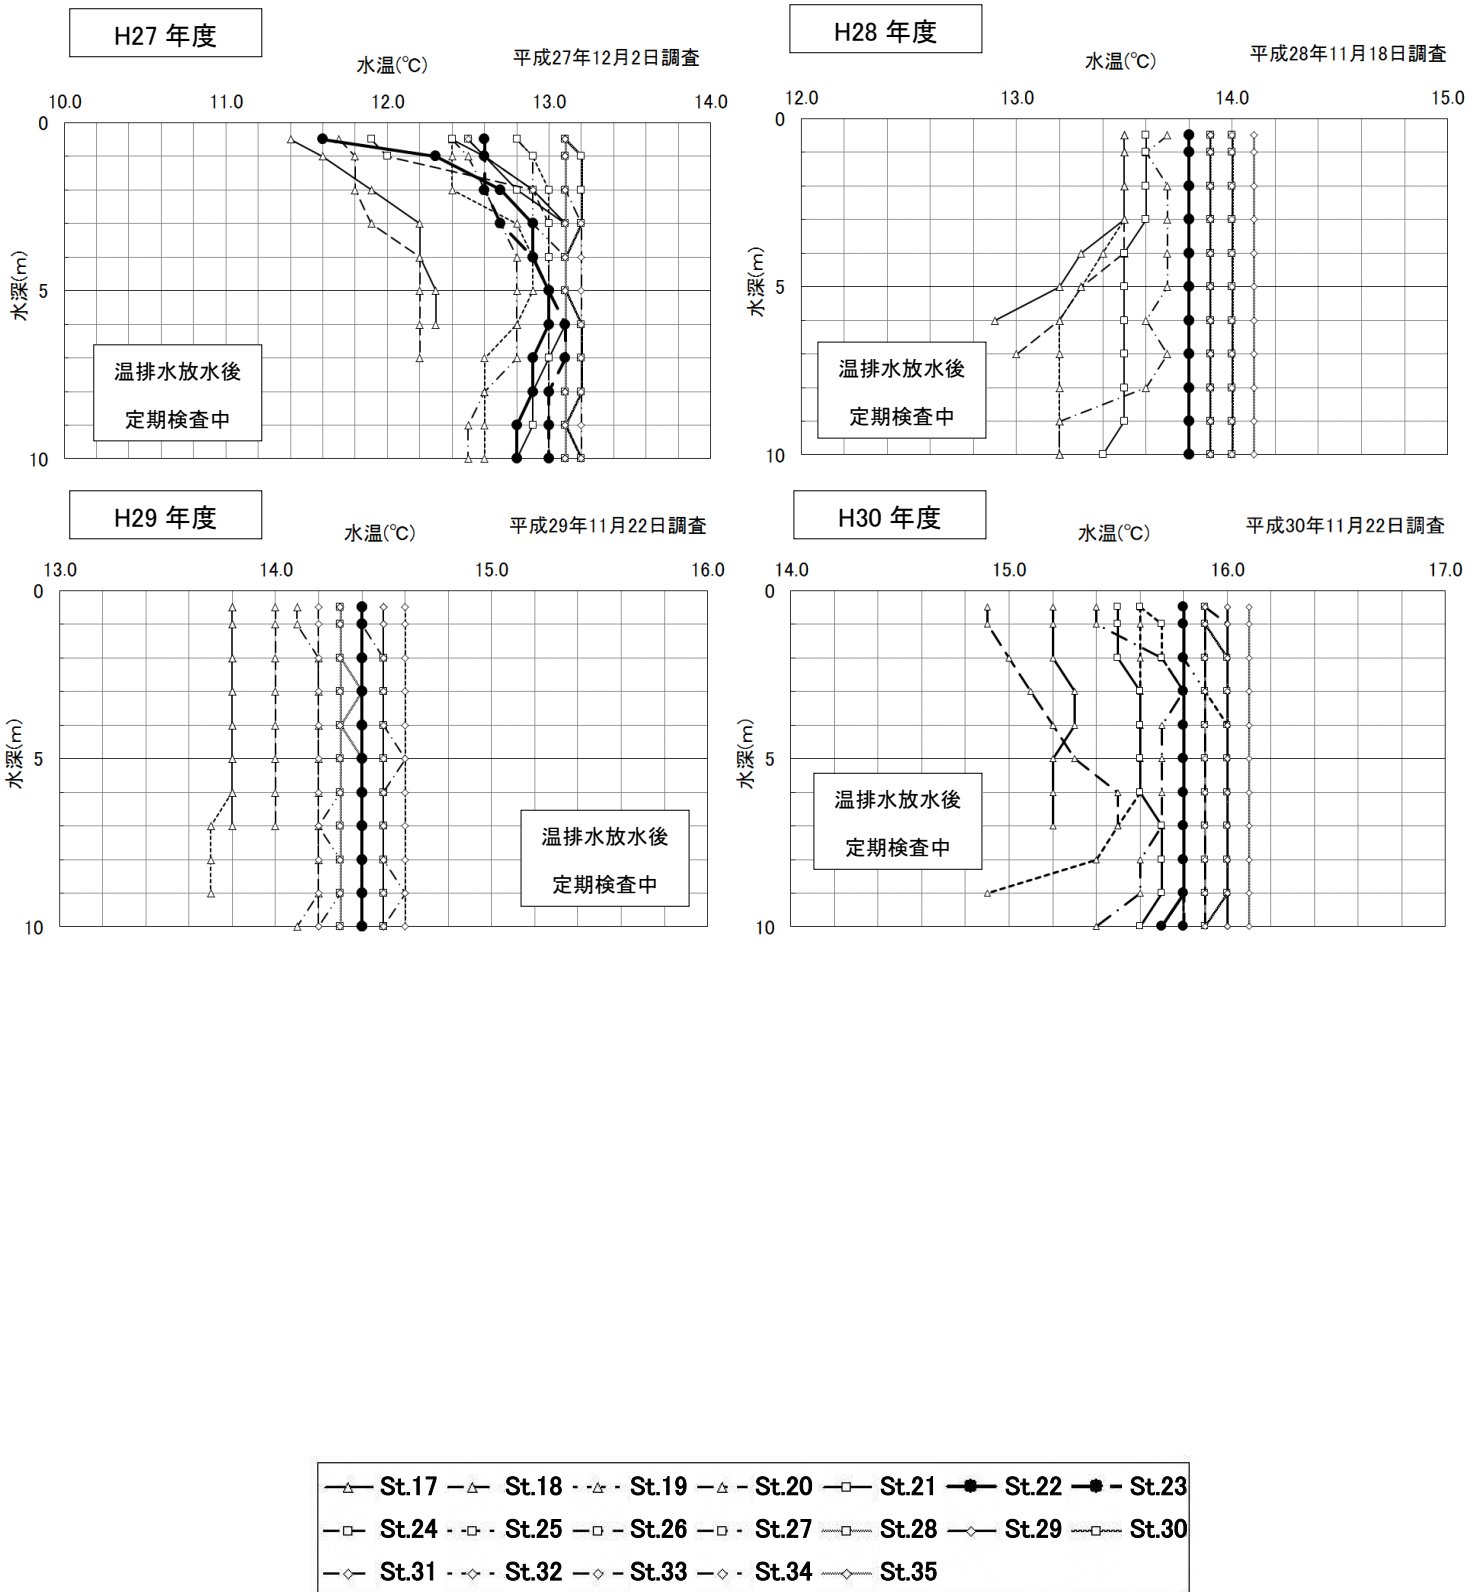 H27 年度
平成27年12月2日調査
水温(℃)
10.0 11.0 12.0 13.0 14.0
0
5
10
水深(m)
温排水放水後
定期検査中
H28 年度
平成28年11月18日調査
水温(℃)
12.0 13.0 14.0 15.0
0
5
10
水深(m)
温排水放水後
定期検査中
H29 年度
平成29年11月22日調査
水温(℃)
13.0 14.0 15.0 16.0
0
5
10
水深(m)
温排水放水後
定期検査中
H30 年度
平成30年11月22日調査
水温(℃)
14.0 15.0 16.0 17.0
0
5
10
水深(m)
温排水放水後
定期検査中
St.17 St.18 St.19 St.20 St.21 St.22 St.23
St.24 St.25 St.26 St.27 St.28 St.29 St.30
St.31 St.32 St.33 St.34 St.35